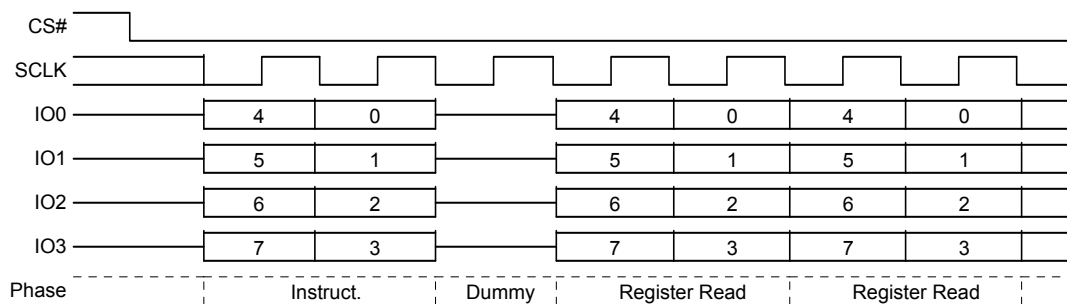 CS#
SCLK
IO0 4 0 4 0 4 0
IO1 5 1 5 1 5 1
IO2 6 2 6 2 6 2
IO3 7 3 7 3 7 3
Phase Instruct. Dummy Register Read Register Read